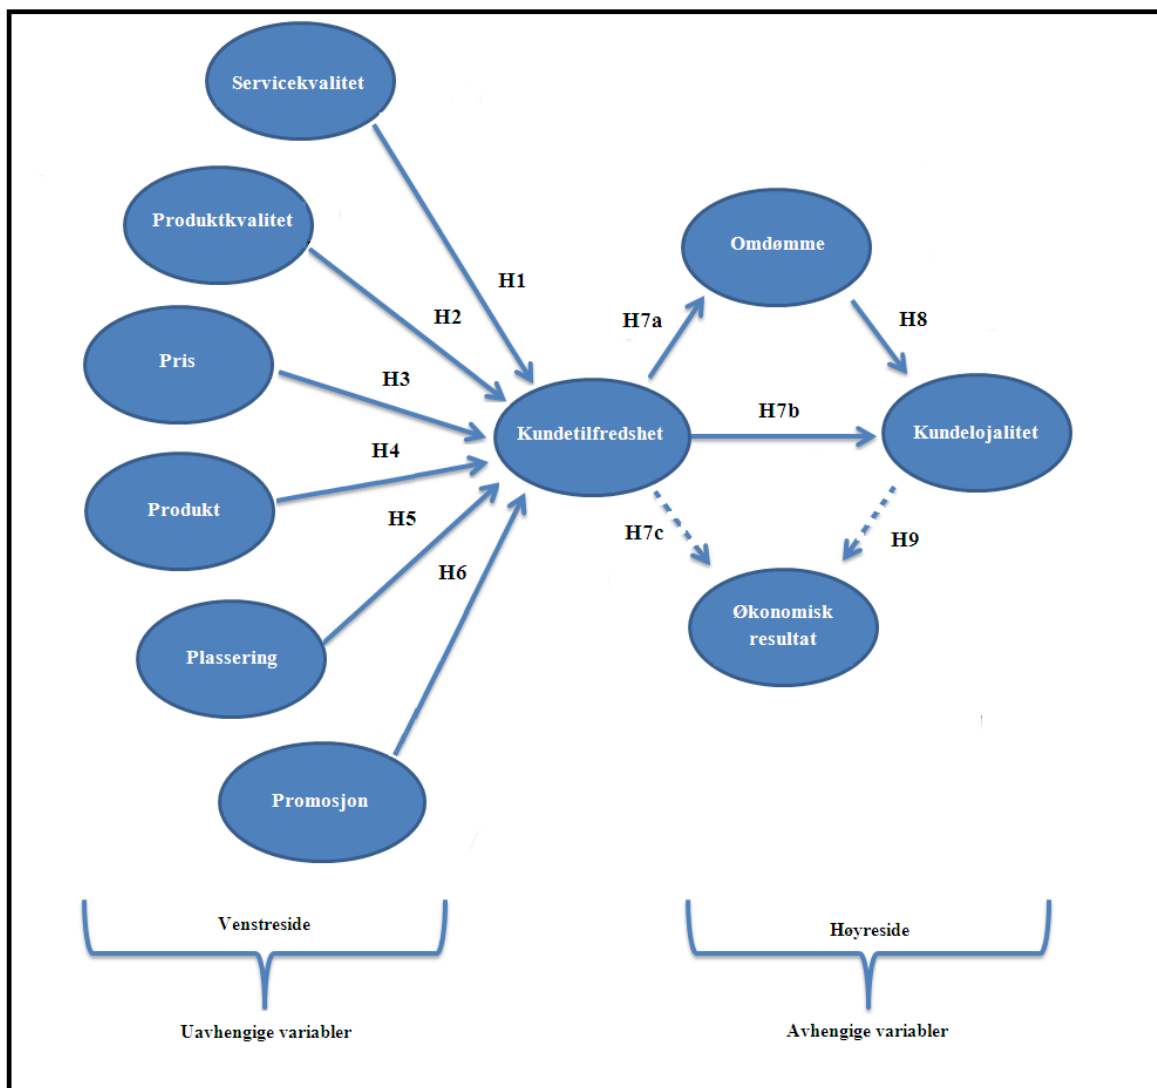 Servicekvalitet
Produktkvalitet
Pris
Produkt
Plassering
Promosjon
H1
H2
H3
H4
H5
H6
Kundetilfredshet
H7a
H7b
H7c
Omdømme
H8
Kundelojalitet
H9
Økonomisk
resultat
Venstreside
Uavhengige variabler
Høyreside
Avhengige variabler